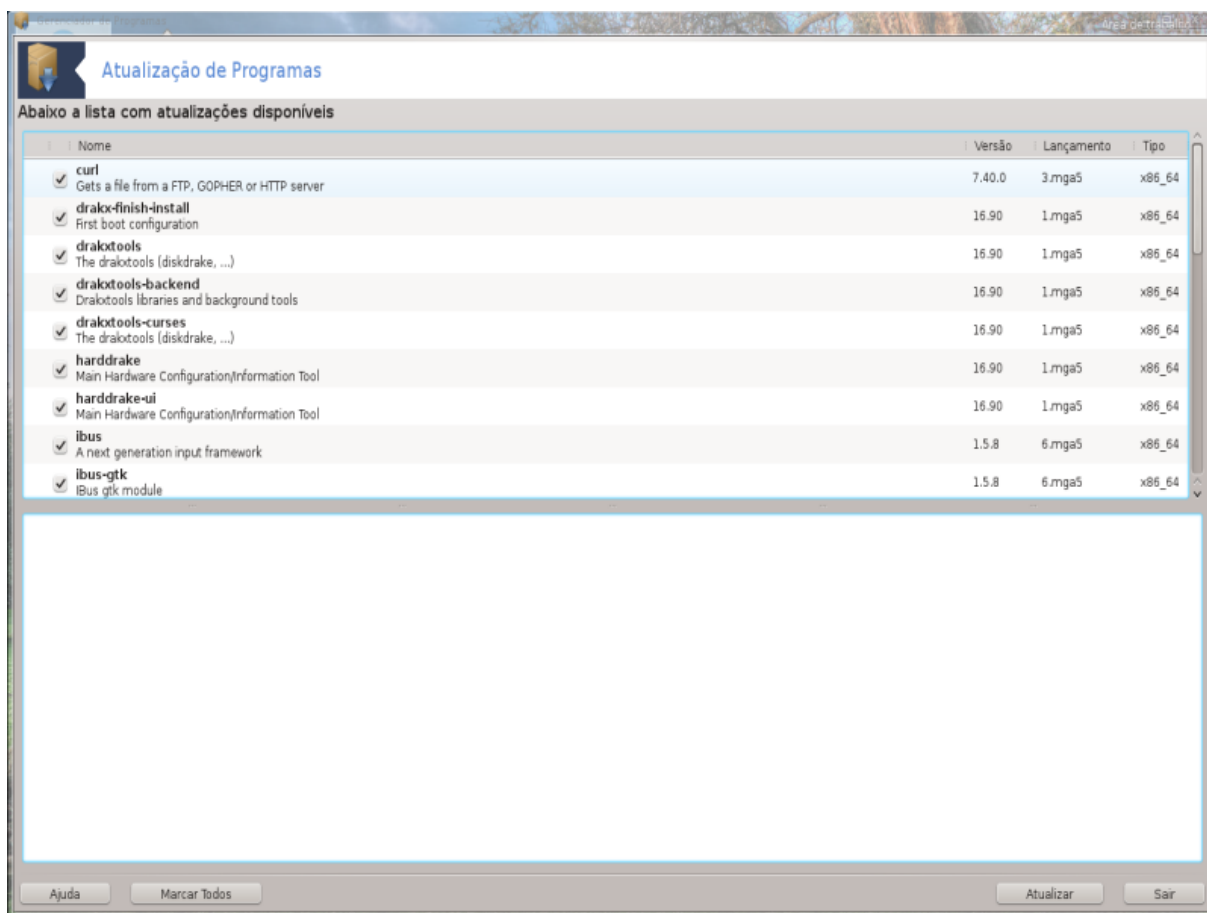 Gerenciador de Programas
Área de trabalho
Atualização de Programas
Abaixo a lista com atualizações disponíveis
Nome Versão Lançamento Tipo
curl
Gets a file from a FTP, GOPHER or HTTP server 7.40.0 3.mga5 x86_64
drakx-finish-install
First boot configuration 16.90 1.mga5 x86_64
drakxtools
The drakxtools (diskdrake, ...) 16.90 1.mga5 x86_64
drakxtools-backend
Drakxtools libraries and background tools 16.90 1.mga5 x86_64
drakxtools-curses
The drakxtools (diskdrake, ...) 16.90 1.mga5 x86_64
harddrake
Main Hardware Configuration/Information Tool 16.90 1.mga5 x86_64
harddrake-ui
Main Hardware Configuration/Information Tool 16.90 1.mga5 x86_64
ibus
A next generation input framework 1.5.8 6.mga5 x86_64
ibus-gtk
IBus gtk module 1.5.8 6.mga5 x86_64
Ajuda Marcar Todos Atualizar Sair